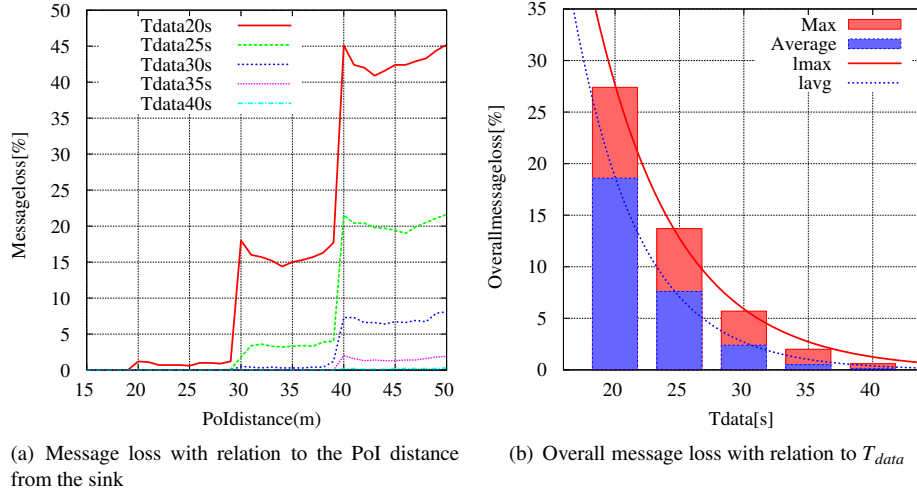 50
45
40
35
30
25
20
15
10
5
0
Messageloss[%]
Tdata20s
Tdata25s
Tdata30s
Tdata35s
Tdata40s
15 20 25 30 35 40 45 50
PoIdistance(m)
(a) Message loss with relation to the PoI distance
from the sink
35
30
25
20
15
10
5
0
Overallmessageloss[%]
Max
Average
lmax
lavg
20 25 30 35 40
Tdata[s]
(b) Overall message loss with relation to T_data